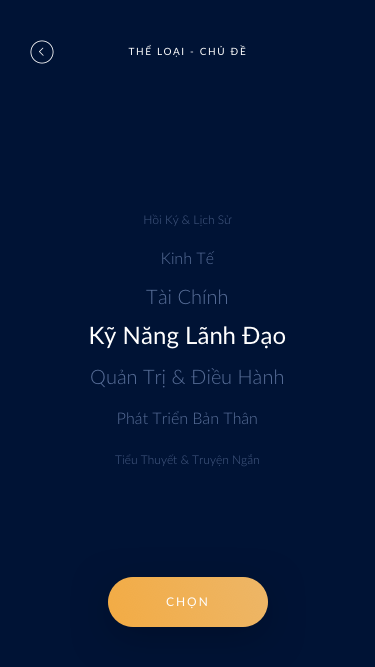 THỂ LOẠI - CHỦ ĐỀ
Hồi Ký & Lịch Sử
Kinh Tế
Tài Chính
Kỹ Năng Lãnh Đạo
Quản Trị & Điều Hành
Phát Triển Bản Thân
Tiểu Thuyết & Truyện Ngắn
CHỌN